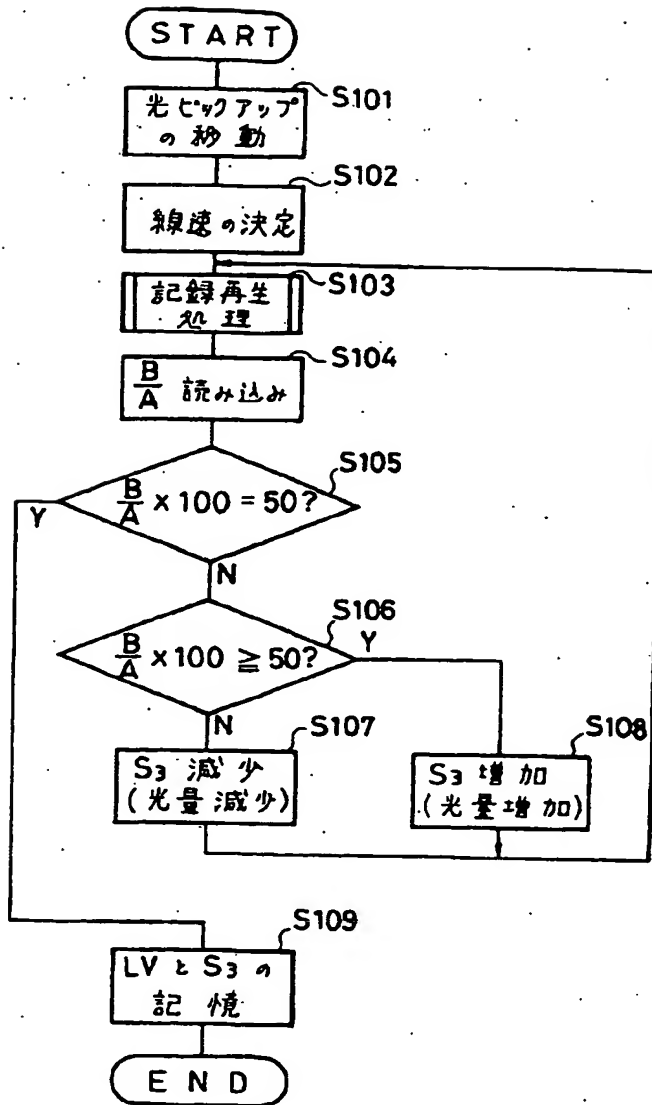 START
S101
光ピックアップ
の移動
S102
線速の決定
S103
記録再生
処理
S104
B/A 読み込み
S105
B/A × 100 = 50?
Y
N
S106
B/A × 100 ≧ 50?
Y
N
S107
S3 減少
(光量減少)
S108
S3 増加
(光量増加)
S109
LVとS3の
記憶
END